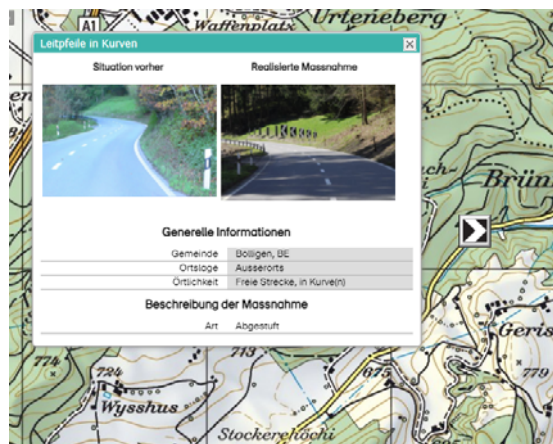 A1
Waffenplatz
Urteneberg
Leitpfeile in Kurven
Situation vorher
Realisierte Massnahme
Brün
Generelle Informationen
Gemeinde Bolligen, BE
Ortsloge Ausserorts
Örtlichkeit Freie Strecke, in Kurve(n)
Beschreibung der Massnahme
Art Abgestuft
Geris
774
724
713
675
779
Wysshus
Stockerehöchi